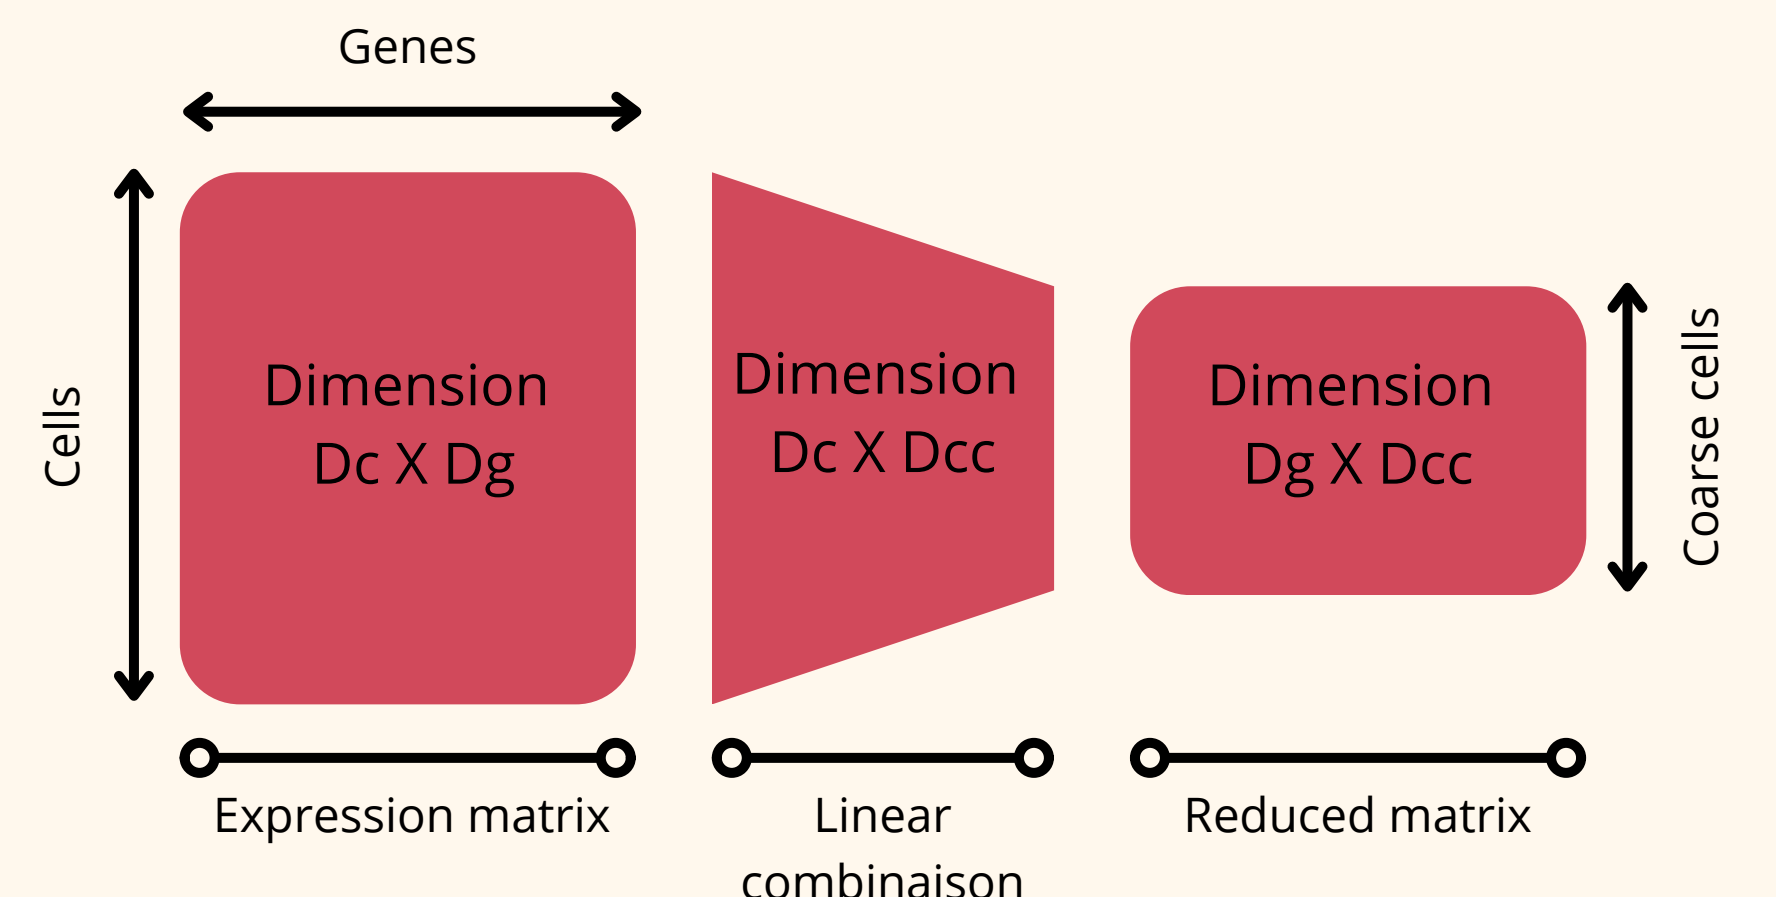 Genes
Cells
Dimension
Dc X Dg
Dimension
Dc X Dcc
Dimension
Dg X Dcc
Coarse cells
Expression matrix
Linear
combinaison
Reduced matrix